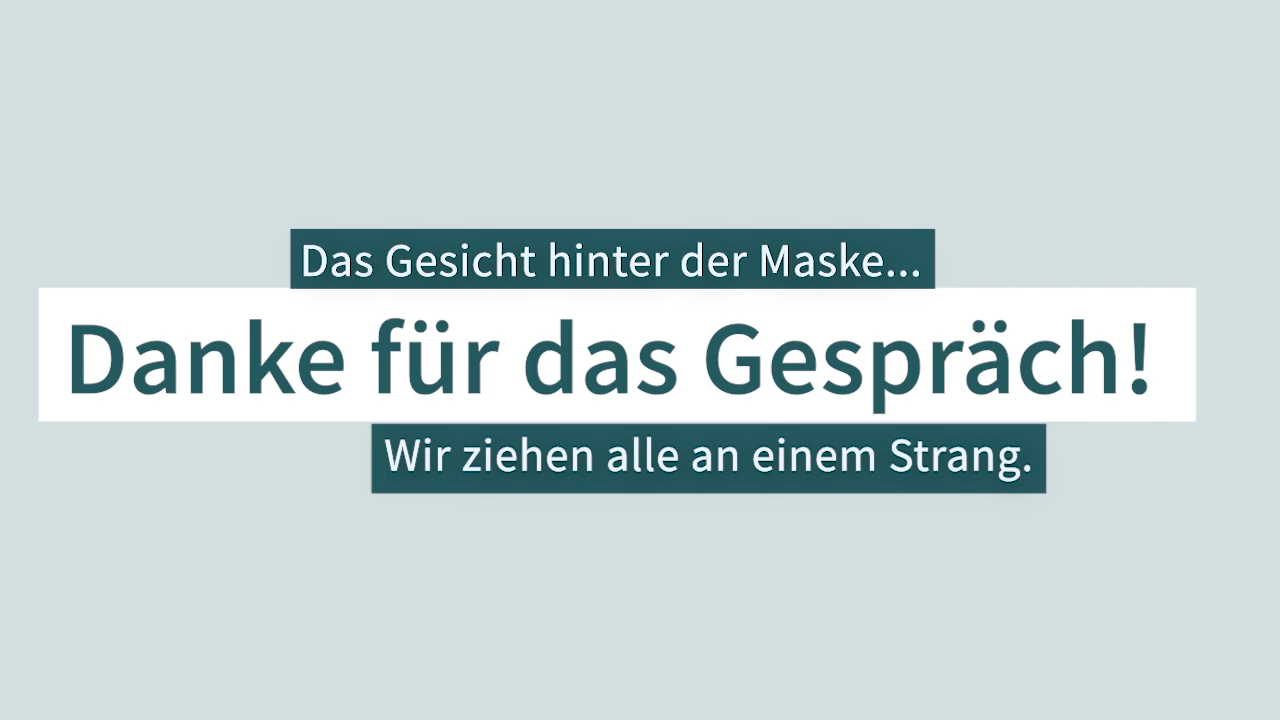 Das Gesicht hinter der Maske...
Danke für das Gespräch!
Wir ziehen alle an einem Strang.